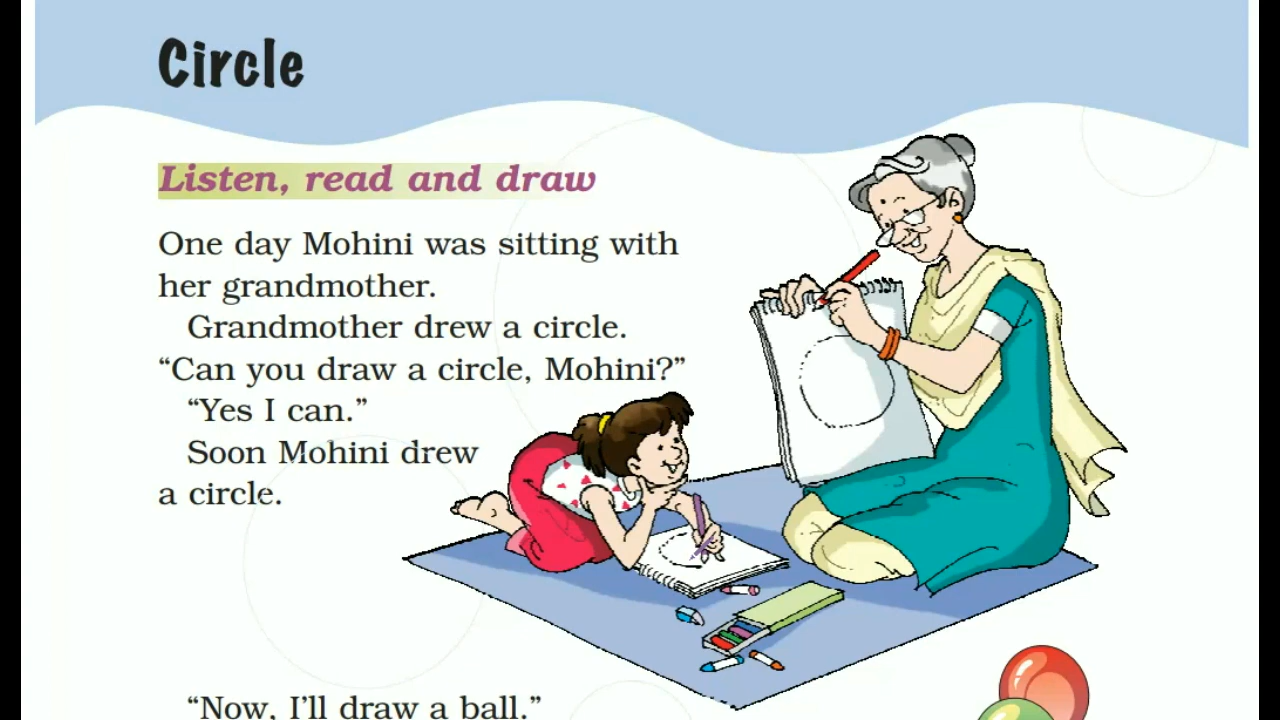 Circle
Listen, read and draw
One day Mohini was sitting with
her grandmother.
Grandmother drew a circle.
“Can you draw a circle, Mohini?”
“Yes I can.”
Soon Mohini drew
a circle.
“Now, I’ll draw a ball.”